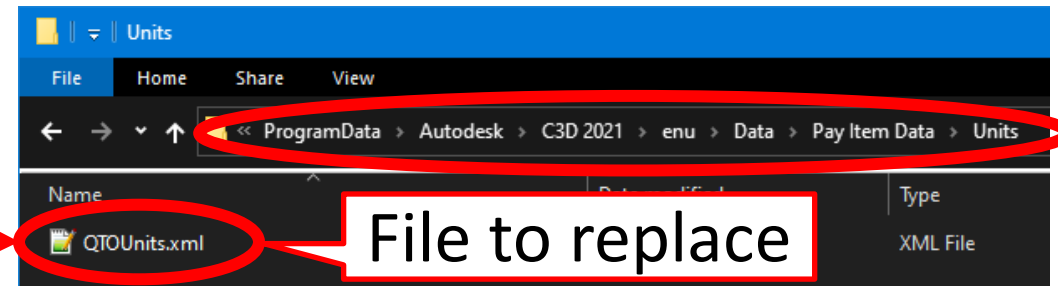 Units
File Home Share View
« ProgramData > Autodesk > C3D 2021 > enu > Data > Pay Item Data > Units
Name Type
QTOUnits.xml XML File
File to replace